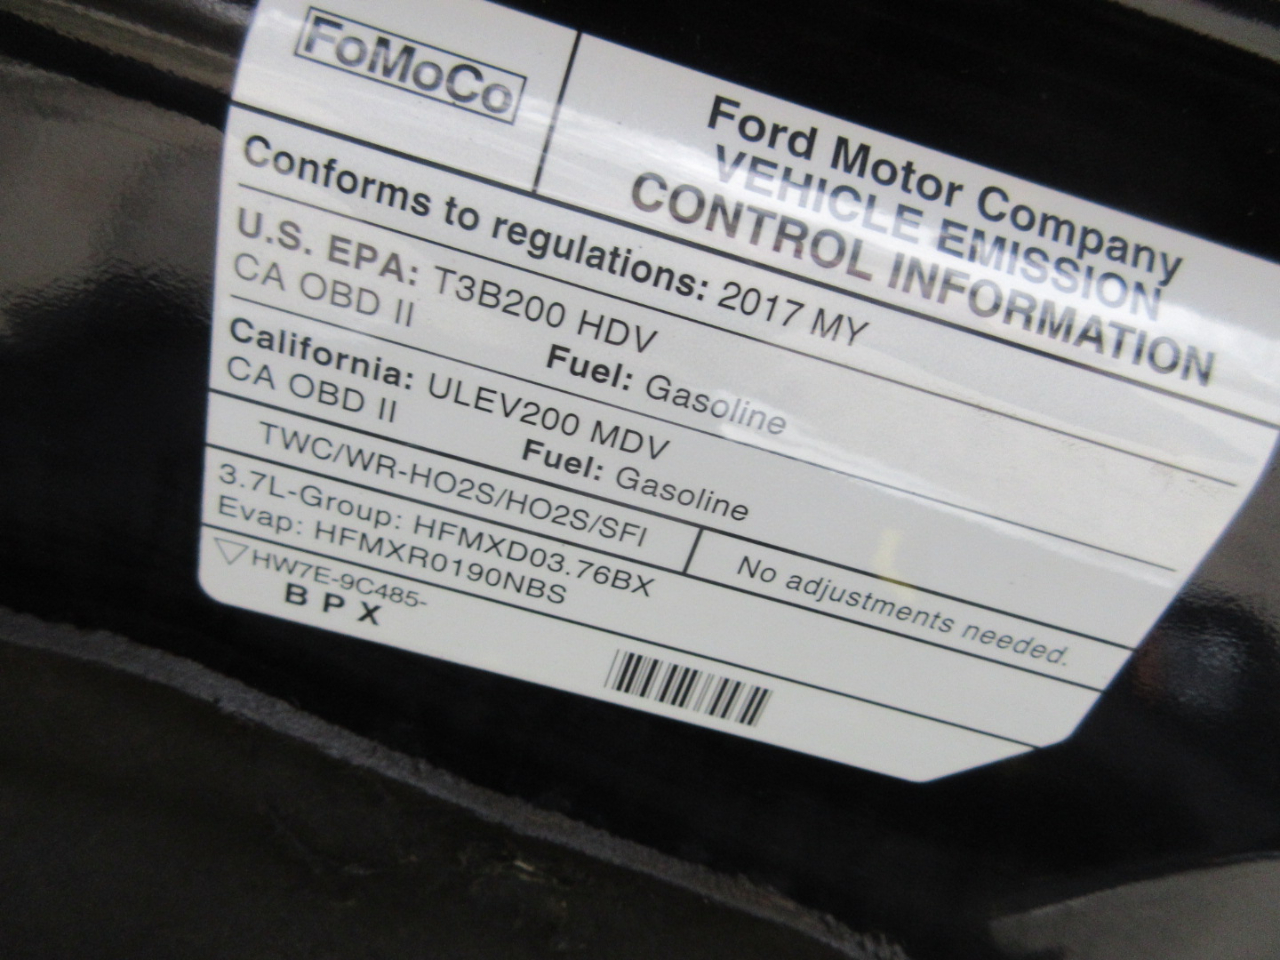 FoMoCo
Ford Motor Company
VEHICLE EMISSION
CONTROL INFORMATION
Conforms to regulations: 2017 MY
U.S. EPA: T3B200 HDV
CA OBD II Fuel: Gasoline
California: ULEV200 MDV
CA OBD II Fuel: Gasoline
TWC/WR-HO2S/HO2S/SFI
No adjustments needed.
3.7L-Group: HFMXD03.76BX
Evap: HFMXR0190NBS
HW7E-9C485-
BPX